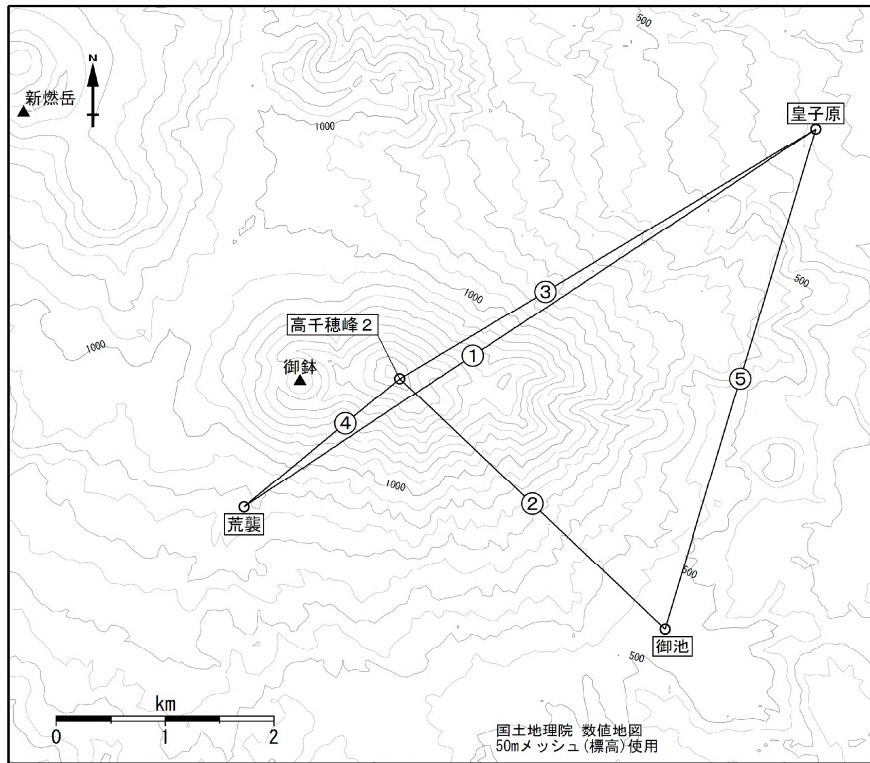 500
N
新燃岳
皇子原
1000
500
1000
③
高千穂峰2
1000
①
御鉢
⑤
④
1000
②
荒襲
500
御池
500
km
0 1 2
国土地理院 数値地図
50mメッシュ(標高)使用